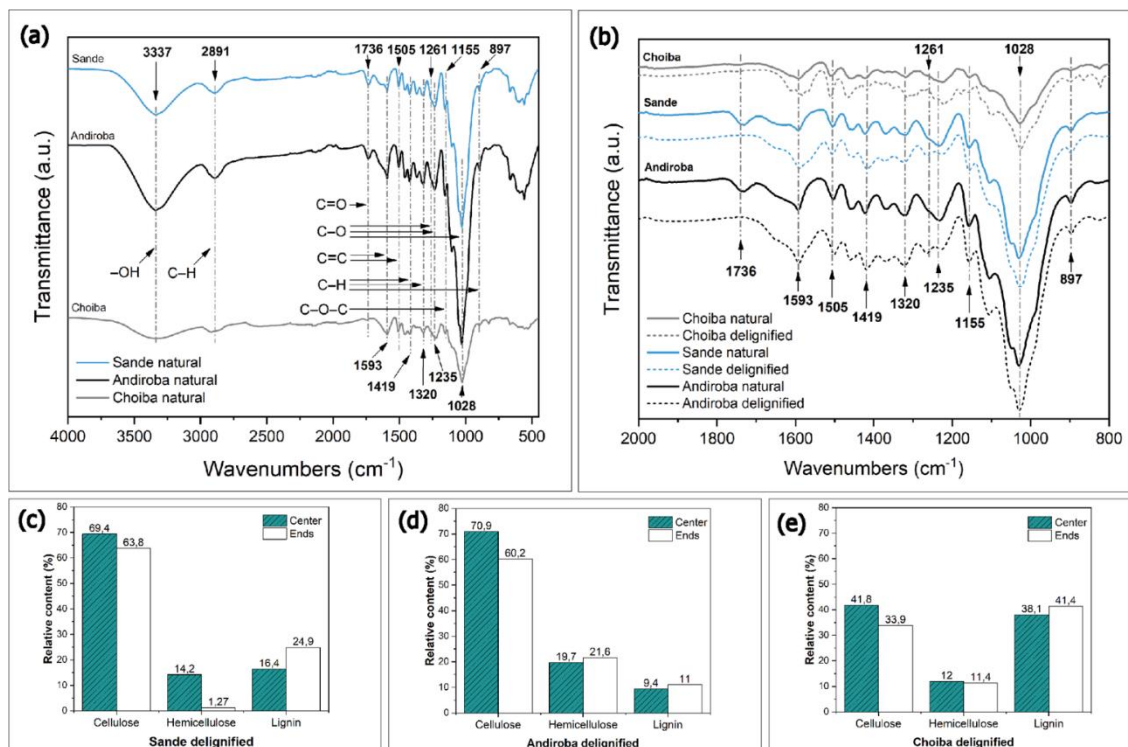 (a)
3337
2891
1736
1505
1261
1155
897
Sande
Andiroba
C=O
C–O
C=C
C–H
C–O–C
–OH
C–H
Choiba
1593
1419
1320
1235
1028
Sande natural
Andiroba natural
Choiba natural
Transmittance (a.u.)
4000 3500 3000 2500 2000 1500 1000 500
Wavenumbers (cm⁻¹)
(b)
Choiba
1261
1028
Sande
Andiroba
1736
1593
1505
1419
1320
1235
1155
897
Choiba natural
Choiba delignified
Sande natural
Sande delignified
Andiroba natural
Andiroba delignified
Transmittance (a.u.)
2000 1800 1600 1400 1200 1000 800
Wavenumbers (cm⁻¹)
(c)
Center
Ends
80
70
60
50
40
30
20
10
0
Relative content (%)
69,4
63,8
14,2
1,27
16,4
24,9
Cellulose Hemicellulose Lignin
Sande delignified
(d)
Center
Ends
80
70
60
50
40
30
20
10
0
Relative content (%)
70,9
60,2
19,7
21,6
9,4
11
Cellulose Hemicellulose Lignin
Andiroba delignified
(e)
Center
Ends
80
70
60
50
40
30
20
10
0
Relative content (%)
41,8
33,9
12
11,4
38,1
41,4
Cellulose Hemicellulose Lignin
Choiba delignified